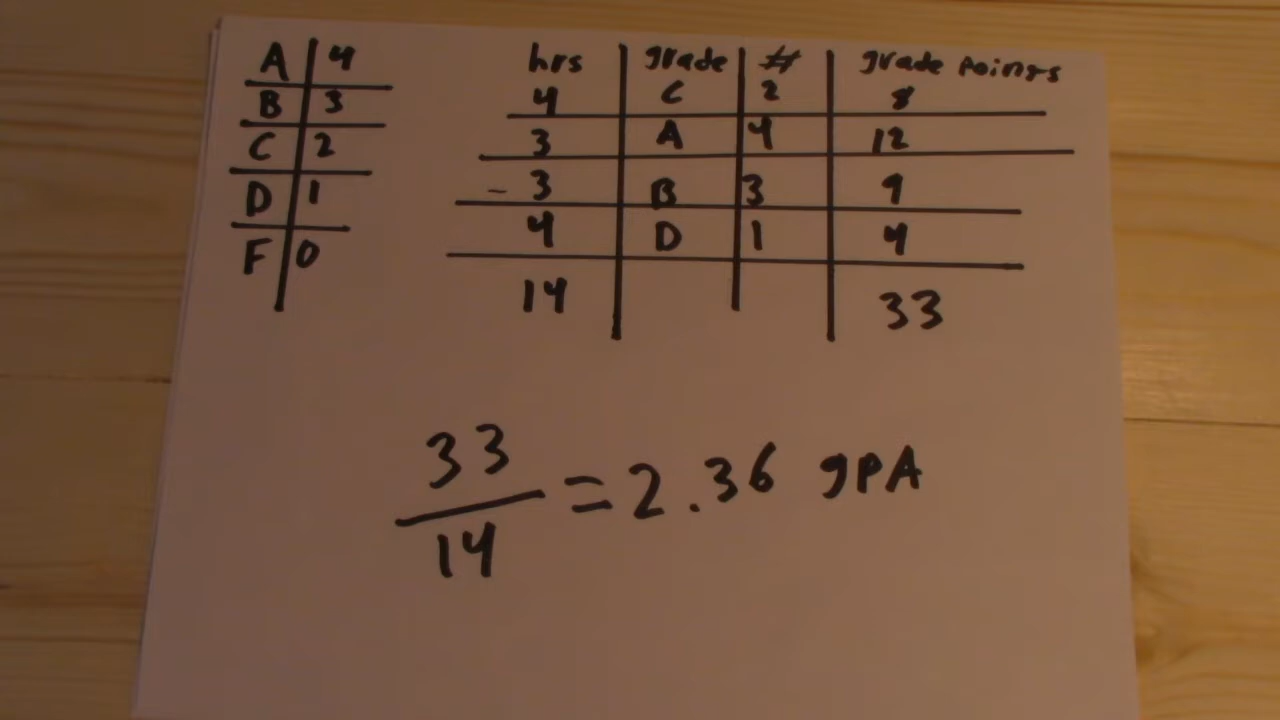 A 4
B 3
C 2
D 1
F 0
hrs grade # grade points
4 C 2 8
3 A 4 12
- 3 B 3 9
4 D 1 4
14 33
33
14
= 2.36 gPA